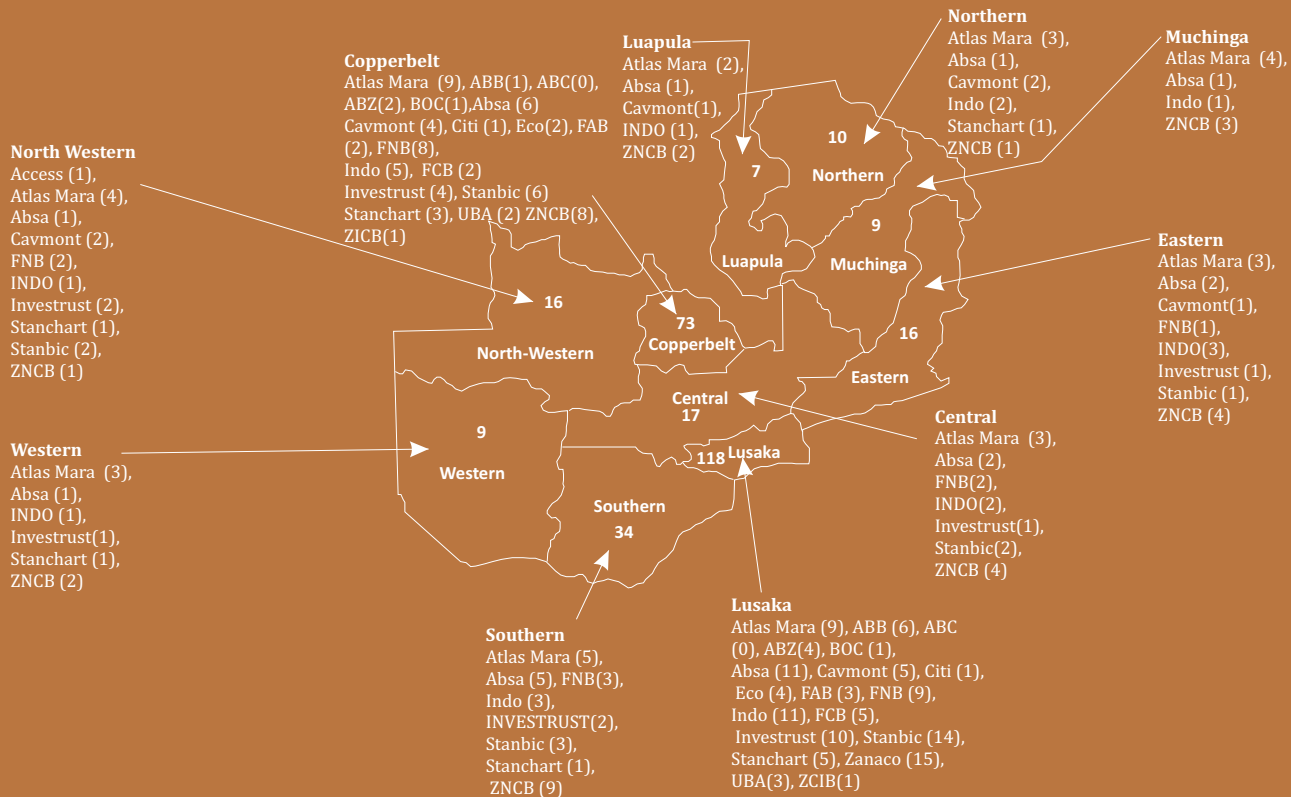 Northern
Atlas Mara (3),
Absa (1),
Cavmont (2),
Indo (2),
Stanchart (1),
ZNCB (1)
Muchinga
Atlas Mara (4),
Absa (1),
Indo (1),
ZNCB (3)
Luapula
Atlas Mara (2),
Absa (1),
Cavmont(1),
INDO (1),
ZNCB (2)
Copperbelt
Atlas Mara (9), ABB(1), ABC(0),
ABZ(2), BOC(1),Absa (6)
Cavmont (4), Citi (1), Eco(2), FAB
(2), FNB(8),
Indo (5), FCB (2)
Investrust (4), Stanbic (6)
Stanchart (3), UBA (2) ZNCB(8),
ZICB(1)
North Western
Access (1),
Atlas Mara (4),
Absa (1),
Cavmont (2),
FNB (2),
INDO (1),
Investrust (2),
Stanchart (1),
Stanbic (2),
ZNCB (1)
10
Northern
7
Luapula
9
Muchinga
16
North-Western
73
Copperbelt
16
Eastern
Central
17
9
Western
118 Lusaka
Southern
34
Eastern
Atlas Mara (3),
Absa (2),
Cavmont(1),
FNB(1),
INDO(3),
Investrust (1),
Stanbic (1),
ZNCB (4)
Western
Atlas Mara (3),
Absa (1),
INDO (1),
Investrust(1),
Stanchart (1),
ZNCB (2)
Central
Atlas Mara (3),
Absa (2),
FNB(2),
INDO(2),
Investrust(1),
Stanbic(2),
ZNCB (4)
Southern
Atlas Mara (5),
Absa (5), FNB(3),
Indo (3),
INVESTRUST(2),
Stanbic (3),
Stanchart (1),
ZNCB (9)
Lusaka
Atlas Mara (9), ABB (6), ABC
(0), ABZ(4), BOC (1),
Absa (11), Cavmont (5), Citi (1),
Eco (4), FAB (3), FNB (9),
Indo (11), FCB (5),
Investrust (10), Stanbic (14),
Stanchart (5), Zanaco (15),
UBA(3), ZCIB(1)